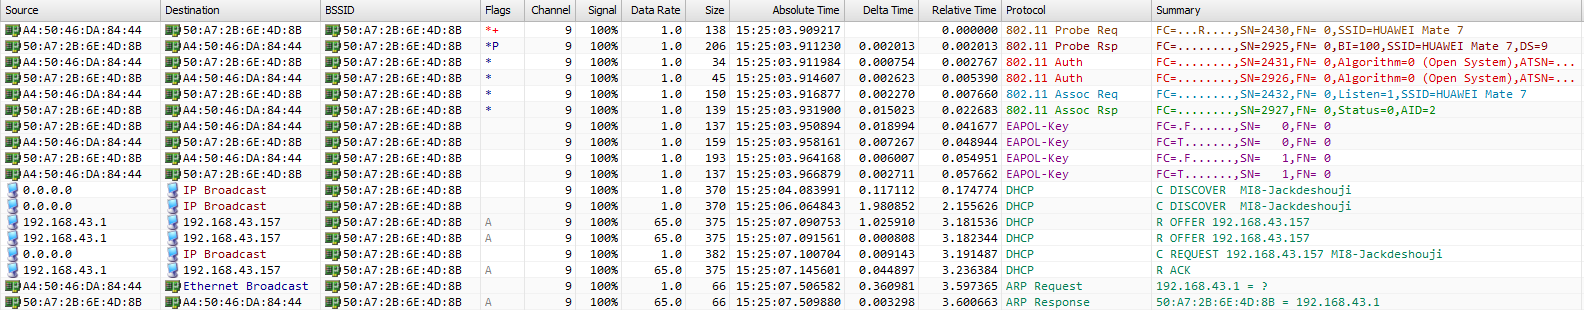 Source Destination BSSID Flags Channel Signal Data Rate Size Absolute Time Delta Time Relative Time Protocol Summary
A4:50:46:DA:84:44 50:A7:2B:6E:4D:8B 50:A7:2B:6E:4D:8B *+ 9 100% 1.0 138 15:25:03.909217 0.000000 802.11 Probe Req FC=...R....,SN=2430,FN= 0,SSID=HUAWEI Mate 7
50:A7:2B:6E:4D:8B A4:50:46:DA:84:44 50:A7:2B:6E:4D:8B *P 9 100% 1.0 206 15:25:03.911230 0.002013 0.002013 802.11 Probe Rsp FC=........,SN=2925,FN= 0,BI=100,SSID=HUAWEI Mate 7,DS=9
A4:50:46:DA:84:44 50:A7:2B:6E:4D:8B 50:A7:2B:6E:4D:8B * 9 100% 1.0 34 15:25:03.911984 0.000754 0.002767 802.11 Auth FC=........,SN=2431,FN= 0,Algorithm=0 (Open System),ATSN=...
50:A7:2B:6E:4D:8B A4:50:46:DA:84:44 50:A7:2B:6E:4D:8B * 9 100% 1.0 45 15:25:03.914607 0.002623 0.005390 802.11 Auth FC=........,SN=2926,FN= 0,Algorithm=0 (Open System),ATSN=...
A4:50:46:DA:84:44 50:A7:2B:6E:4D:8B 50:A7:2B:6E:4D:8B * 9 100% 1.0 150 15:25:03.916877 0.002270 0.007660 802.11 Assoc Req FC=........,SN=2432,FN= 0,Listen=1,SSID=HUAWEI Mate 7
50:A7:2B:6E:4D:8B A4:50:46:DA:84:44 50:A7:2B:6E:4D:8B * 9 100% 1.0 139 15:25:03.931900 0.015023 0.022683 802.11 Assoc Rsp FC=........,SN=2927,FN= 0,Status=0,AID=2
50:A7:2B:6E:4D:8B A4:50:46:DA:84:44 50:A7:2B:6E:4D:8B 9 100% 1.0 137 15:25:03.950894 0.018994 0.041677 EAPOL-Key FC=.F......,SN= 0,FN= 0
A4:50:46:DA:84:44 50:A7:2B:6E:4D:8B 50:A7:2B:6E:4D:8B 9 100% 1.0 159 15:25:03.958161 0.007267 0.048944 EAPOL-Key FC=T.......,SN= 0,FN= 0
50:A7:2B:6E:4D:8B A4:50:46:DA:84:44 50:A7:2B:6E:4D:8B 9 100% 1.0 193 15:25:03.964168 0.006007 0.054951 EAPOL-Key FC=.F......,SN= 1,FN= 0
A4:50:46:DA:84:44 50:A7:2B:6E:4D:8B 50:A7:2B:6E:4D:8B 9 100% 1.0 137 15:25:03.966879 0.002711 0.057662 EAPOL-Key FC=T.......,SN= 1,FN= 0
0.0.0.0 IP Broadcast 50:A7:2B:6E:4D:8B 9 100% 1.0 370 15:25:04.083991 0.117112 0.174774 DHCP C DISCOVER MI8-Jackdeshouji
0.0.0.0 IP Broadcast 50:A7:2B:6E:4D:8B 9 100% 1.0 370 15:25:06.064843 1.980852 2.155626 DHCP C DISCOVER MI8-Jackdeshouji
192.168.43.1 192.168.43.157 50:A7:2B:6E:4D:8B A 9 100% 65.0 375 15:25:07.090753 1.025910 3.181536 DHCP R OFFER 192.168.43.157
192.168.43.1 192.168.43.157 50:A7:2B:6E:4D:8B A 9 100% 65.0 375 15:25:07.091561 0.000808 3.182344 DHCP R OFFER 192.168.43.157
0.0.0.0 IP Broadcast 50:A7:2B:6E:4D:8B 9 100% 1.0 382 15:25:07.100704 0.009143 3.191487 DHCP C REQUEST 192.168.43.157 MI8-Jackdeshouji
192.168.43.1 192.168.43.157 50:A7:2B:6E:4D:8B A 9 100% 65.0 375 15:25:07.145601 0.044897 3.236384 DHCP R ACK
A4:50:46:DA:84:44 Ethernet Broadcast 50:A7:2B:6E:4D:8B 9 100% 1.0 66 15:25:07.506582 0.360981 3.597365 ARP Request 192.168.43.1 = ?
50:A7:2B:6E:4D:8B A4:50:46:DA:84:44 50:A7:2B:6E:4D:8B A 9 100% 65.0 66 15:25:07.509880 0.003298 3.600663 ARP Response 50:A7:2B:6E:4D:8B = 192.168.43.1